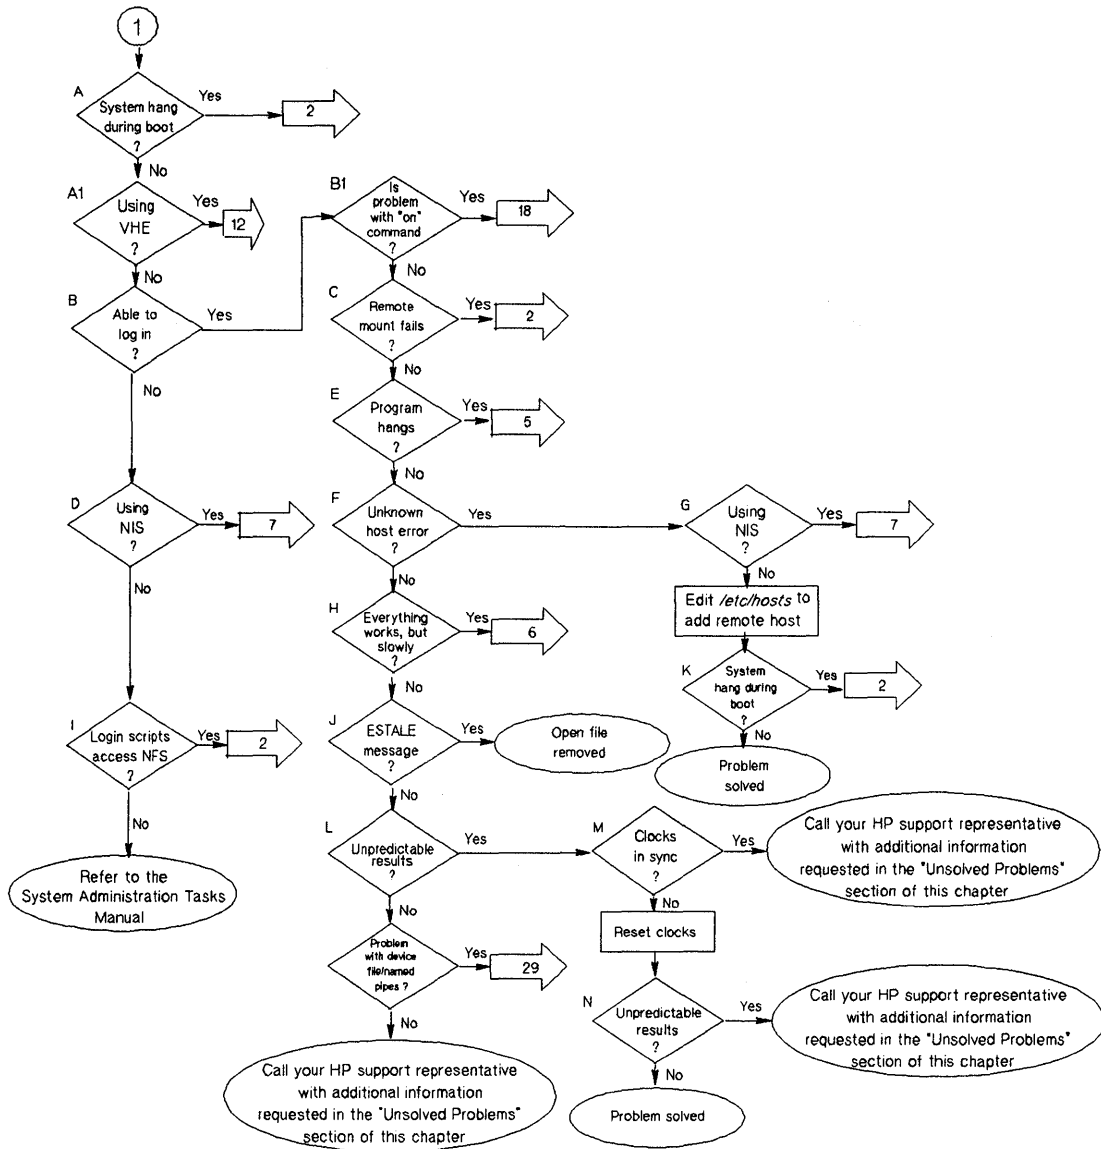 1
A
System hang
during boot
?
Yes
2
No
A1
Using
VHE
?
Yes
12
No
B
Able to
log in
?
Yes
No
D
Using
NIS
?
Yes
7
No
I
Login scripts
access NFS
?
Yes
2
No
Refer to the
System Administration Tasks
Manual
B1
Is
problem
with "on"
command
?
Yes
18
No
C
Remote
mount fails
?
Yes
2
No
E
Program
hangs
?
Yes
5
No
F
Unknown
host error
?
Yes
No
G
Using
NIS
?
Yes
7
No
Edit /etc/hosts to
add remote host
K
System
hang during
boot
?
Yes
2
No
Problem
solved
H
Everything
works, but
slowly
?
Yes
6
No
J
ESTALE
message
?
Yes
Open file
removed
No
L
Unpredictable
results
?
Yes
No
M
Clocks
in sync
?
Yes
Call your HP support representative
with additional information
requested in the "Unsolved Problems"
section of this chapter
No
Reset clocks
N
Unpredictable
results
?
Yes
Call your HP support representative
with additional information
requested in the "Unsolved Problems"
section of this chapter
No
Problem solved
Problem
with device
file/named
pipes ?
Yes
29
No
Call your HP support representative
with additional information
requested in the "Unsolved Problems"
section of this chapter